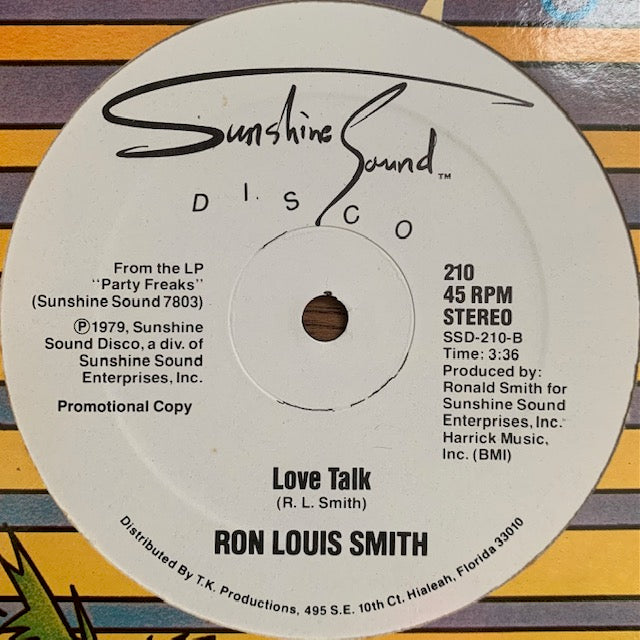 Sunshine Sound™
DISCO
From the LP
"Party Freaks"
(Sunshine Sound 7803)
Ⓟ1979, Sunshine
Sound Disco, a div. of
Sunshine Sound
Enterprises, Inc.
Promotional Copy
210
45 RPM
STEREO
SSD-210-B
Time: 3:36
Produced by:
Ronald Smith for
Sunshine Sound
Enterprises, Inc.
Harrick Music,
Inc. (BMI)
Love Talk
(R. L. Smith)
RON LOUIS SMITH
Distributed By T.K. Productions, 495 S.E. 10th Ct. Hialeah, Florida 33010